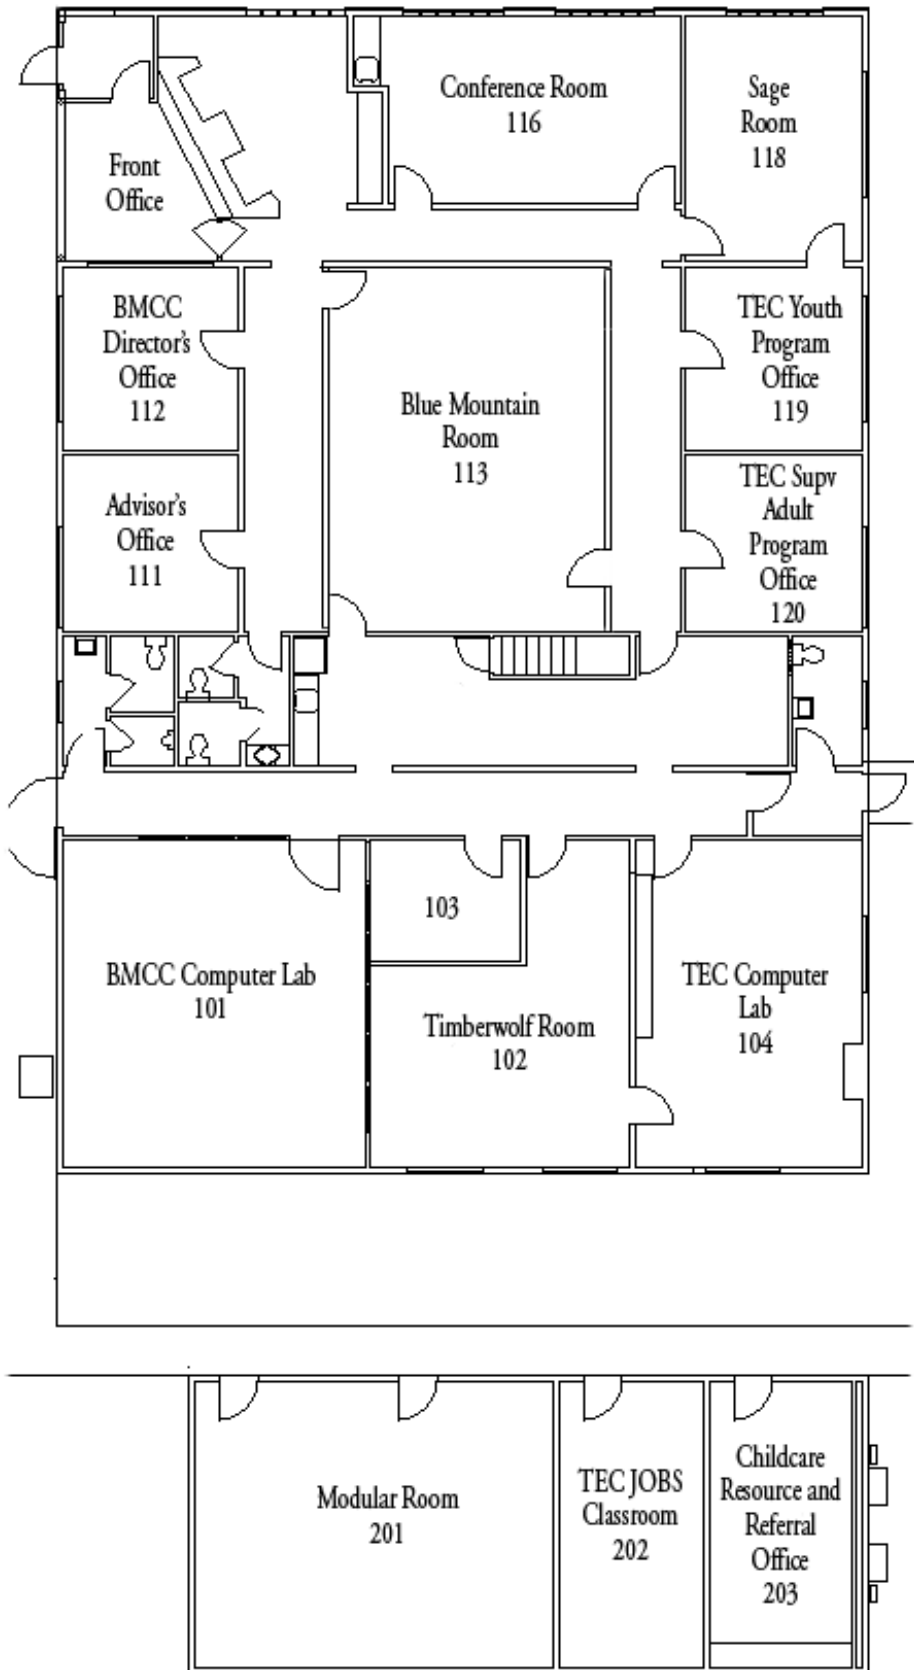 Conference Room
116
Sage
Room
118
Front
Office
BMCC
Director's
Office
112
TEC Youth
Program
Office
119
Blue Mountain
Room
113
Advisor's
Office
111
TEC Supv
Adult
Program
Office
120
103
BMCC Computer Lab
101
Timberwolf Room
102
TEC Computer
Lab
104
Modular Room
201
TEC JOBS
Classroom
202
Childcare
Resource and
Referral
Office
203